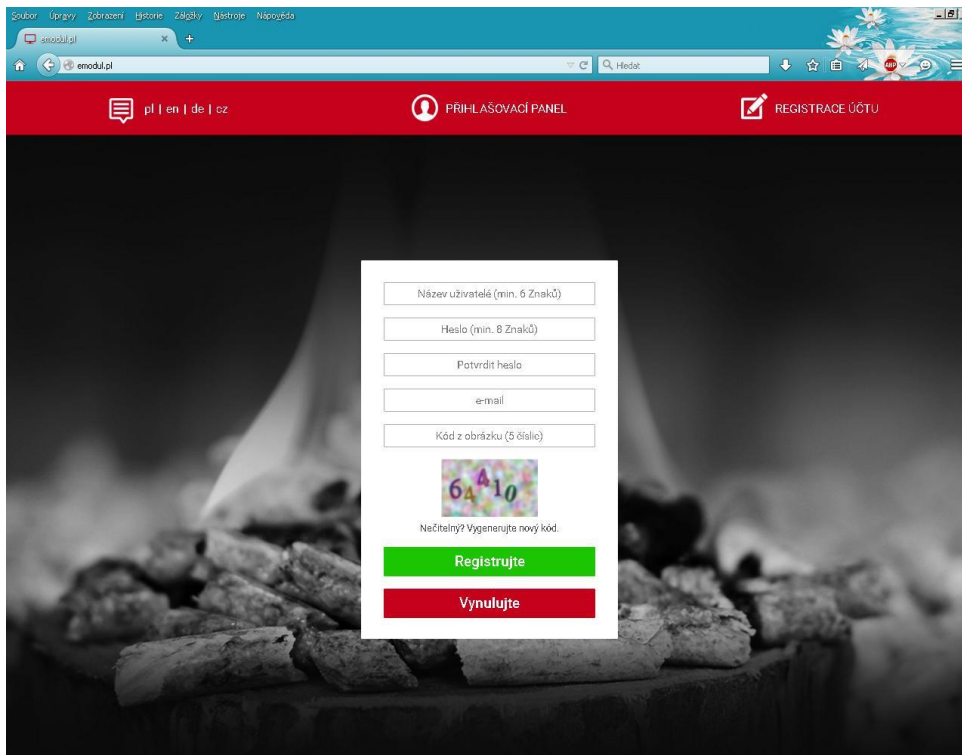 Soubor Úpravy Zobrazení Historie Záložky Nástroje Nápověda
emodul.pl
emodul.pl
Hledat
ABP
pl | en | de | cz
PŘIHLAŠOVACÍ PANEL
REGISTRACE ÚČTU
Název uživatelé (min. 6 Znaků)
Heslo (min. 8 Znaků)
Potvrdit heslo
e-mail
Kód z obrázku (5 číslic)
64410
Nečitelný? Vygenerujte nový kód.
Registrujte
Vynulujte